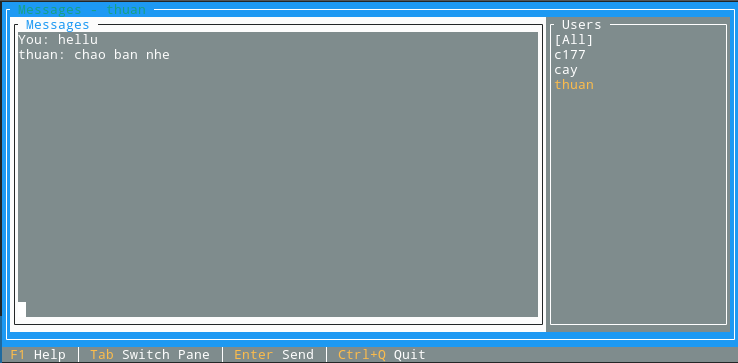 Messages - thuan
Messages
You: hellu
thuan: chao ban nhe
Users
[All]
c177
cay
thuan
F1 Help │ Tab Switch Pane │ Enter Send │ Ctrl+Q Quit